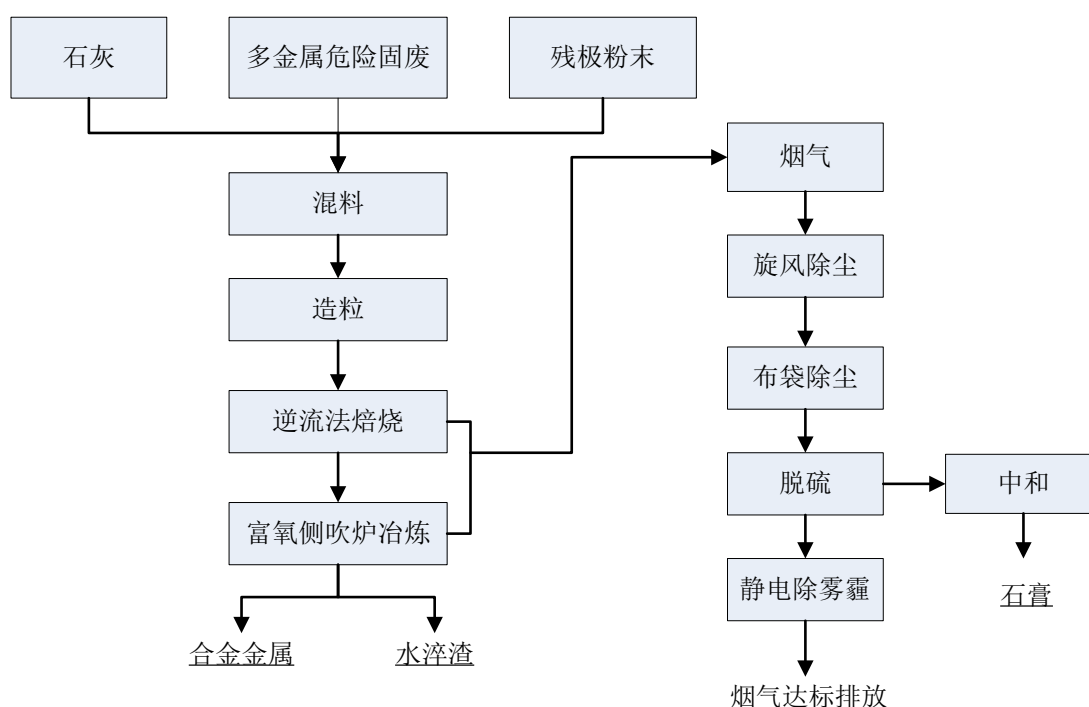 石灰
多金属危险固废
残极粉末
混料
造粒
逆流法焙烧
富氧侧吹炉冶炼
合金金属
水淬渣
烟气
旋风除尘
布袋除尘
脱硫
中和
静电除雾霾
石膏
烟气达标排放